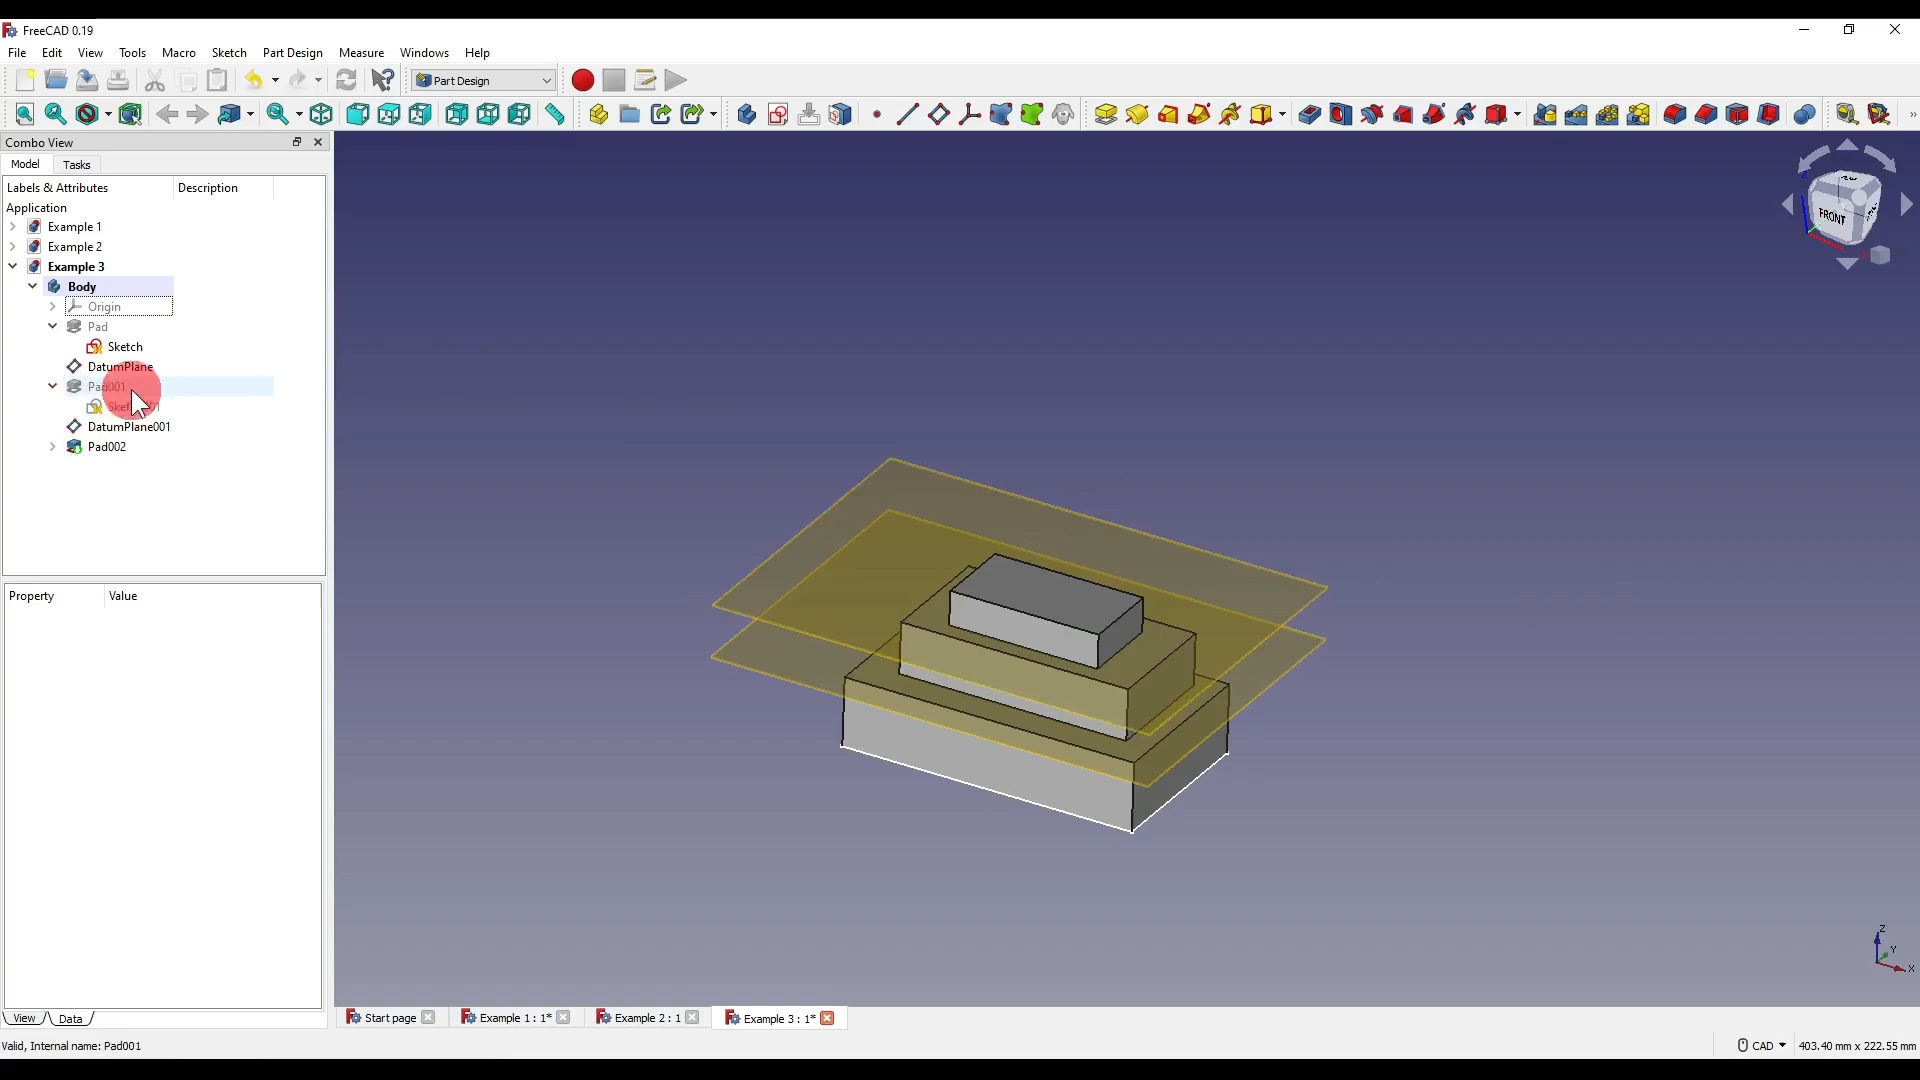 FreeCAD 0.19
File Edit View Tools Macro Sketch Part Design Measure Windows Help
Part Design
Combo View
Model Tasks
Labels & Attributes Description
Application
Example 1
Example 2
Example 3
Body
Origin
Pad
Sketch
DatumPlane
Pad001
DatumPlane001
Pad002
Property Value
FRONT
Z
Y
X
View Data
Start page Example 1 : 1* Example 2 : 1 Example 3 : 1*
Valid, Internal name: Pad001
CAD 403.40 mm x 222.55 mm